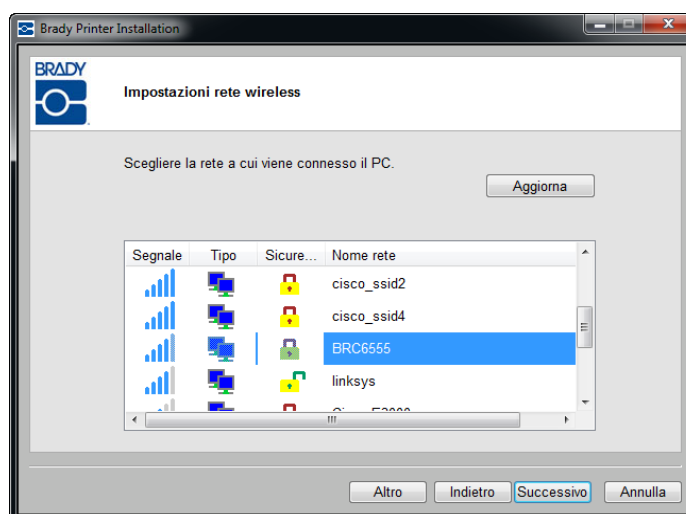 Brady Printer Installation
BRADY
Impostazioni rete wireless
Scegliere la rete a cui viene connesso il PC.
Aggiorna
Segnale Tipo Sicure... Nome rete
cisco_ssid2
cisco_ssid4
BRC6555
linksys
Altro Indietro Successivo Annulla